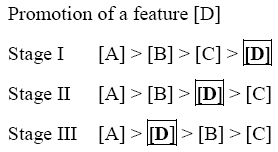 Promotion of a feature [D]
Stage I [A] > [B] > [C] > [D]
Stage II [A] > [B] > [D] > [C]
Stage III [A] > [D] > [B] > [C]